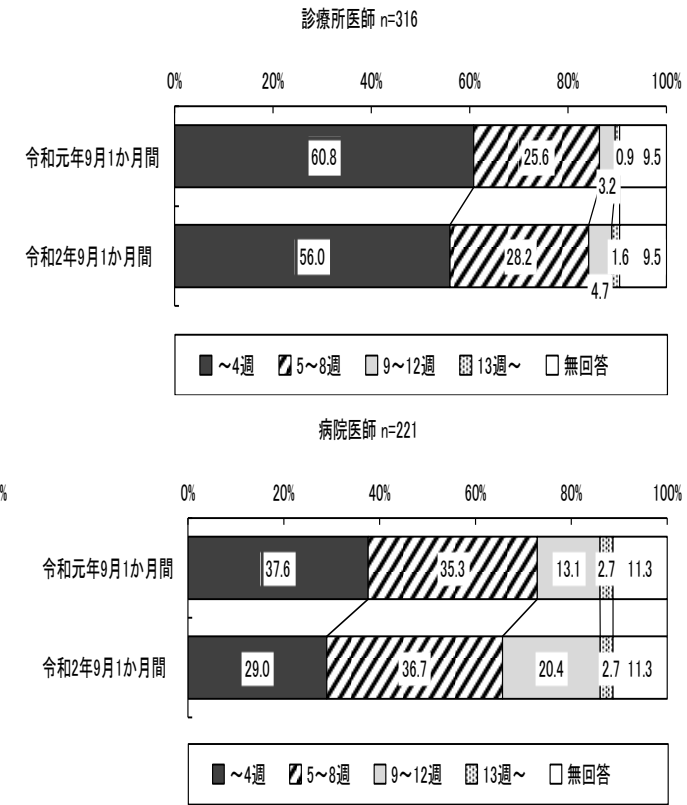 診療所医師 n=316
0% 20% 40% 60% 80% 100%
令和元年9月1か月間 60.8 25.6 3.2 0.9 9.5
令和2年9月1か月間 56.0 28.2 4.7 1.6 9.5
～4週 5～8週 9～12週 13週～ 無回答
病院医師 n=221
% 0% 20% 40% 60% 80% 100%
令和元年9月1か月間 37.6 35.3 13.1 2.7 11.3
令和2年9月1か月間 29.0 36.7 20.4 2.7 11.3
～4週 5～8週 9～12週 13週～ 無回答